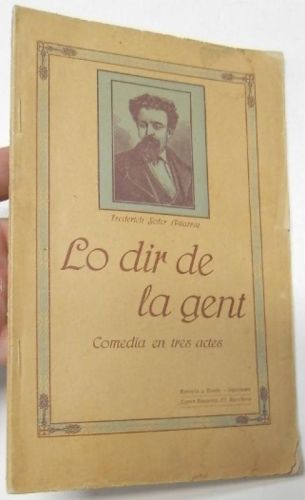 Frederich Soler (Pitarra)
Lo dir de
la gent
Comedia en tres actes